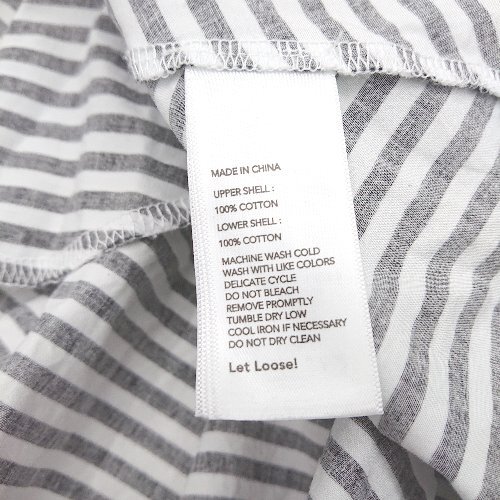 MADE IN CHINA
UPPER SHELL :
100% COTTON
LOWER SHELL :
100% COTTON
MACHINE WASH COLD
WASH WITH LIKE COLORS
DELICATE CYCLE
DO NOT BLEACH
REMOVE PROMPTLY
TUMBLE DRY LOW
COOL IRON IF NECESSARY
DO NOT DRY CLEAN
Let Loose!